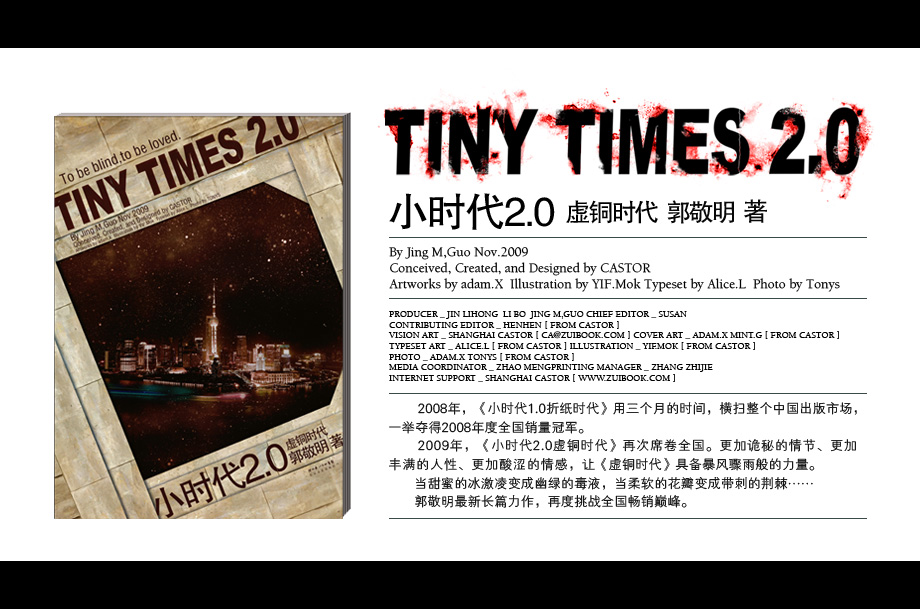 To be blind,to be loved.
TINY TIMES 2.0
By Jing M,Guo Nov.2009
Conceived, Created, and Designed by CASTOR
小时代2.0 虚铜时代
郭敬明 著
TINY TIMES 2.0
小时代2.0 虚铜时代 郭敬明 著
By Jing M,Guo Nov.2009
Conceived, Created, and Designed by CASTOR
Artworks by adam.X Illustration by YIF.Mok Typeset by Alice.L Photo by Tonys
PRODUCER _ JIN LIHONG LI BO JING M,GUO CHIEF EDITOR _ SUSAN
CONTRIBUTING EDITOR _ HENHEN [ FROM CASTOR ]
VISION ART _ SHANGHAI CASTOR [ CA@ZUIBOOK.COM ] COVER ART _ ADAM.X MINT.G [ FROM CASTOR ]
TYPESET ART _ ALICE.L [ FROM CASTOR ] ILLUSTRATION _ YIFMOK [ FROM CASTOR ]
PHOTO _ ADAM.X TONYS [ FROM CASTOR ]
MEDIA COORDINATOR _ ZHAO MENGPRINTING MANAGER _ ZHANG ZHIJIE
INTERNET SUPPORT _ SHANGHAI CASTOR [ WWW.ZUIBOOK.COM ]
2008年，《小时代1.0折纸时代》用三个月的时间，横扫整个中国出版市场，
一举夺得2008年度全国销量冠军。
2009年，《小时代2.0虚铜时代》再次席卷全国。更加诡秘的情节、更加
丰满的人性、更加酸涩的情感，让《虚铜时代》具备暴风骤雨般的力量。
当甜蜜的冰激凌变成幽绿的毒液，当柔软的花瓣变成带刺的荆棘……
郭敬明最新长篇力作，再度挑战全国畅销巅峰。